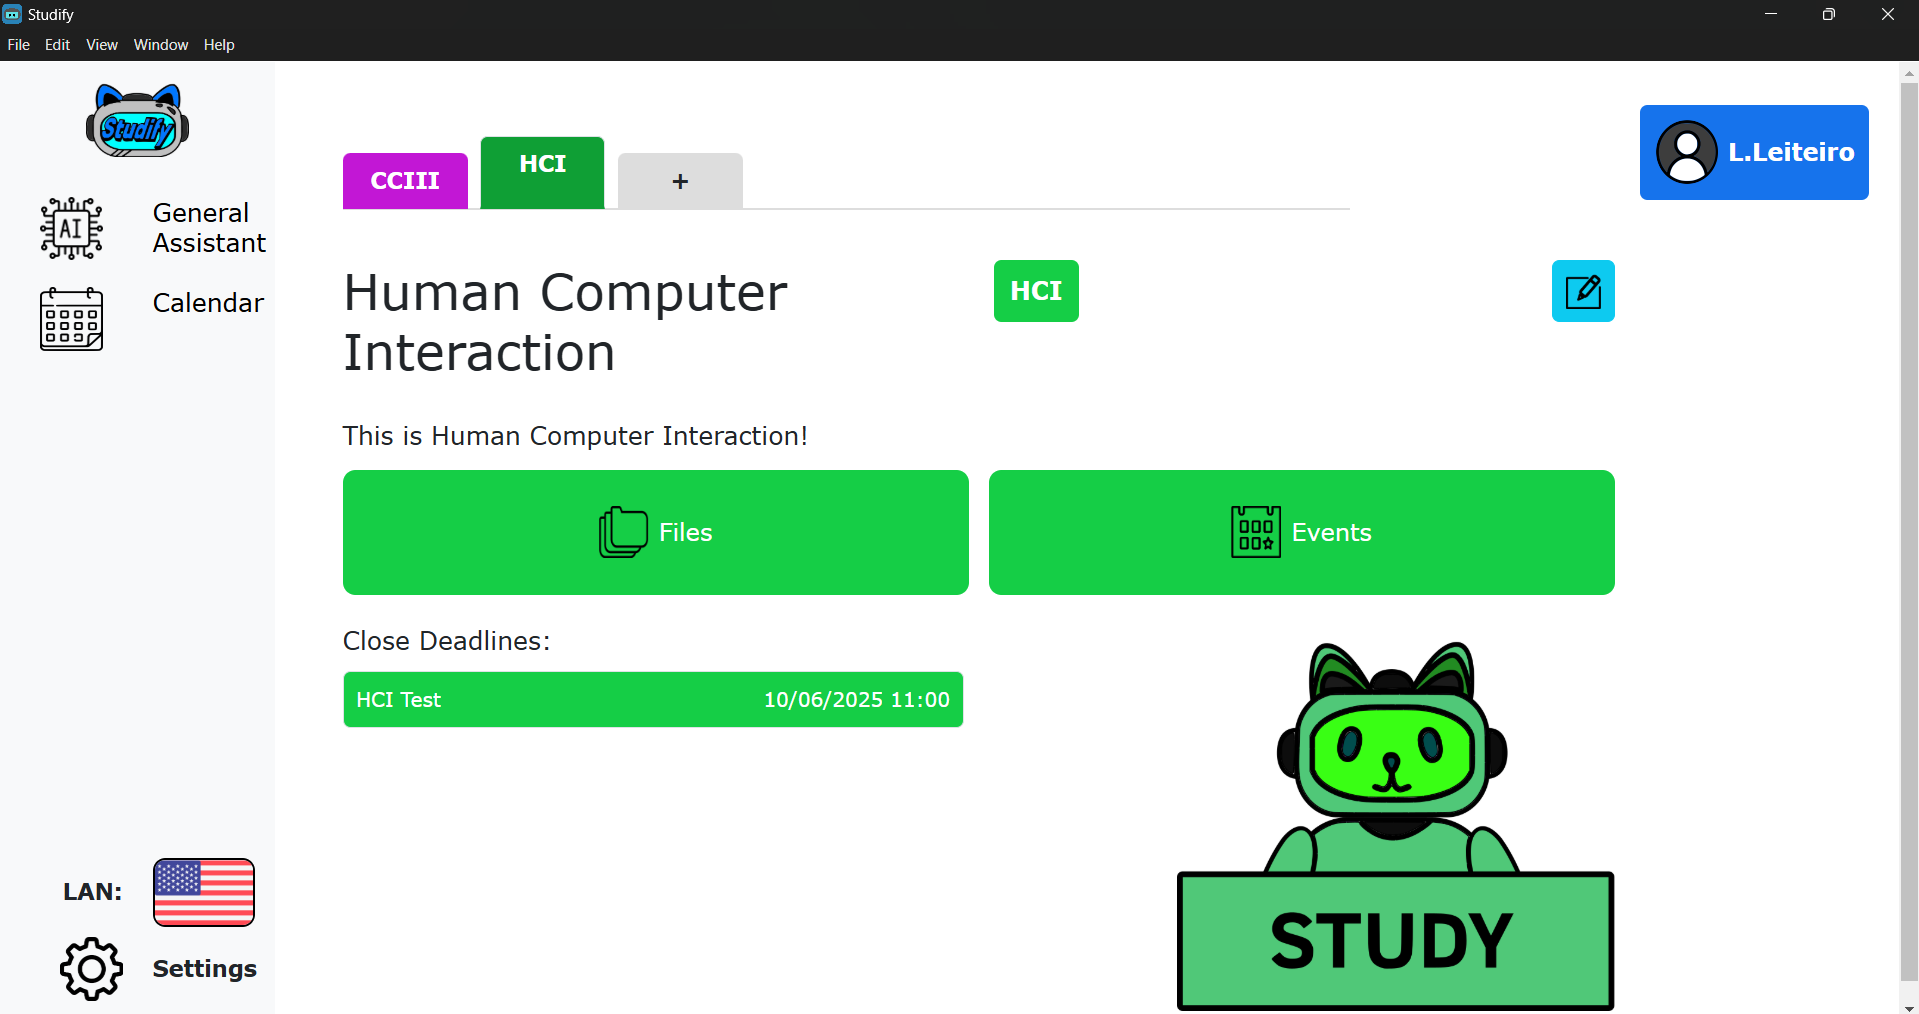 Studify
File Edit View Window Help
Studify
General
Assistant
Calendar
LAN:
Settings
CCIII
HCI
+
L.Leiteiro
Human Computer
Interaction
HCI
This is Human Computer Interaction!
Files
Events
Close Deadlines:
HCI Test 10/06/2025 11:00
AI
STUDY